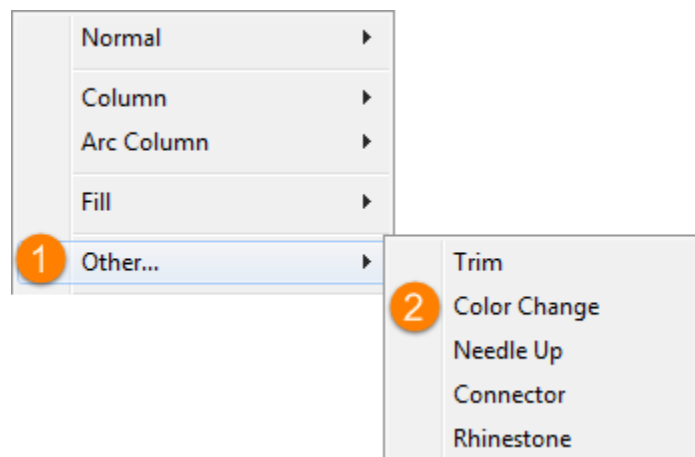 Normal
Column
Arc Column
Fill
1 Other...
Trim
2 Color Change
Needle Up
Connector
Rhinestone